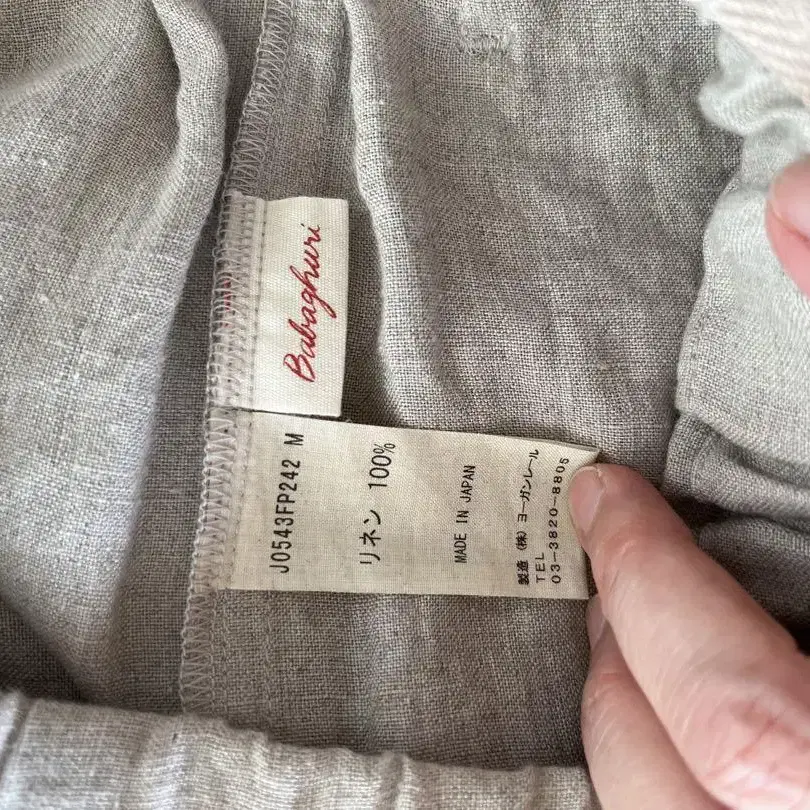 Babaghuri
J0543FP242 M
リネン 100%
MADE IN JAPAN
製造 (株) ヨーガンレール
TEL
03-3820-8805